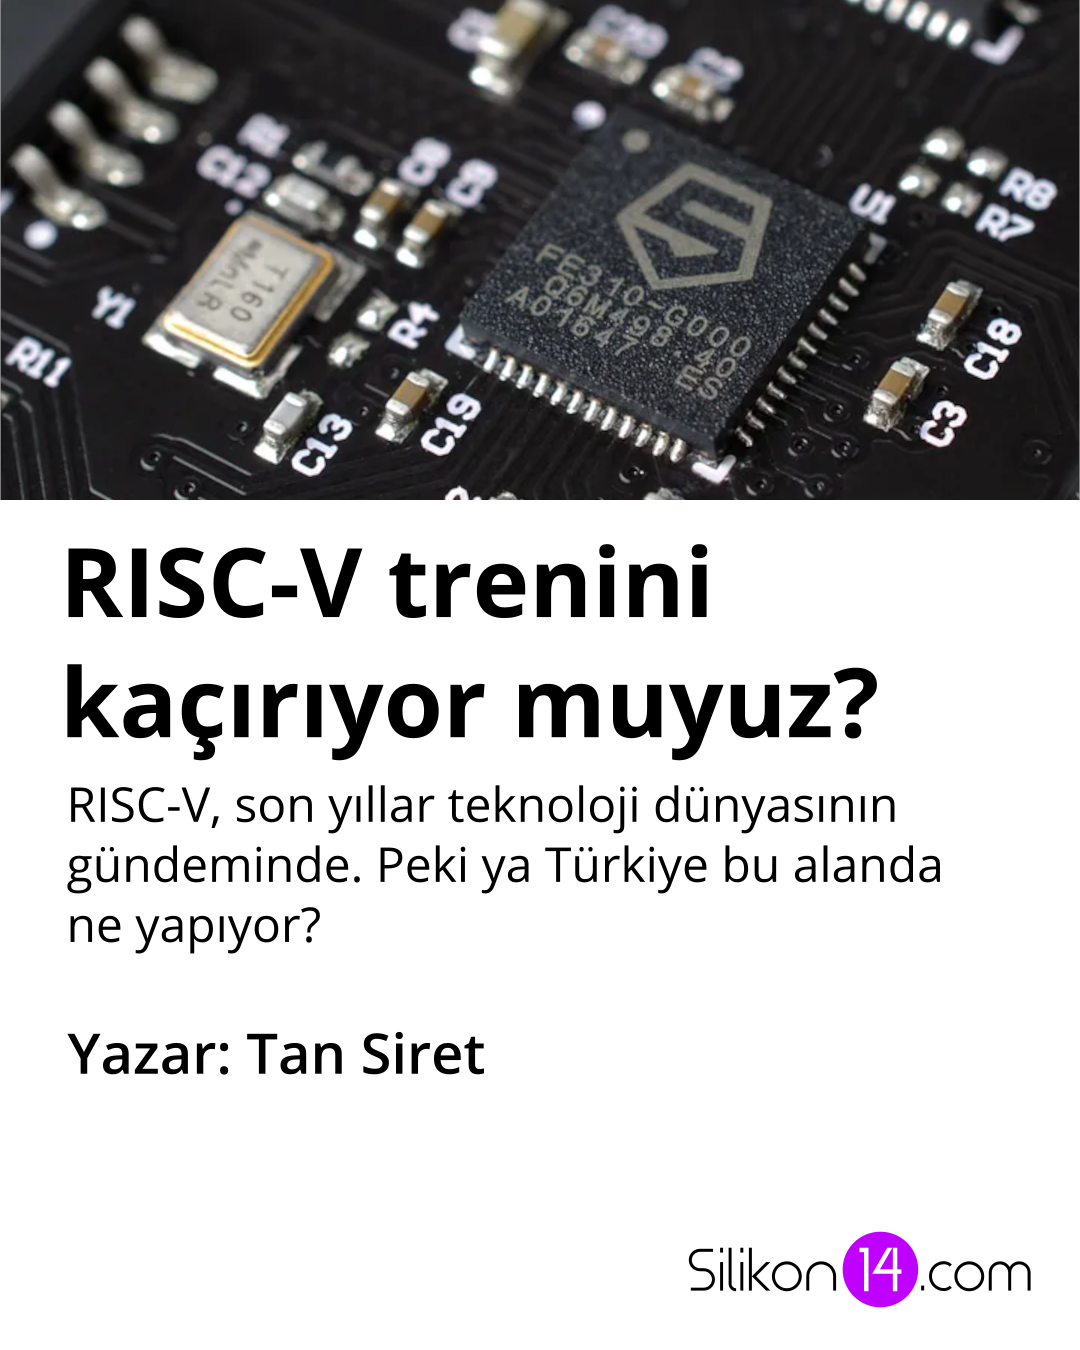 C12
C8
C9
U1
R8
R7
T160
Y1
R4
R11
FE310-G000
Q6M498.40
A01647
ES
C18
C13
C19
C3
RISC-V trenini
kaçırıyor muyuz?
RISC-V, son yıllar teknoloji dünyasının
gündeminde. Peki ya Türkiye bu alanda
ne yapıyor?
Yazar: Tan Siret
Silikon14.com